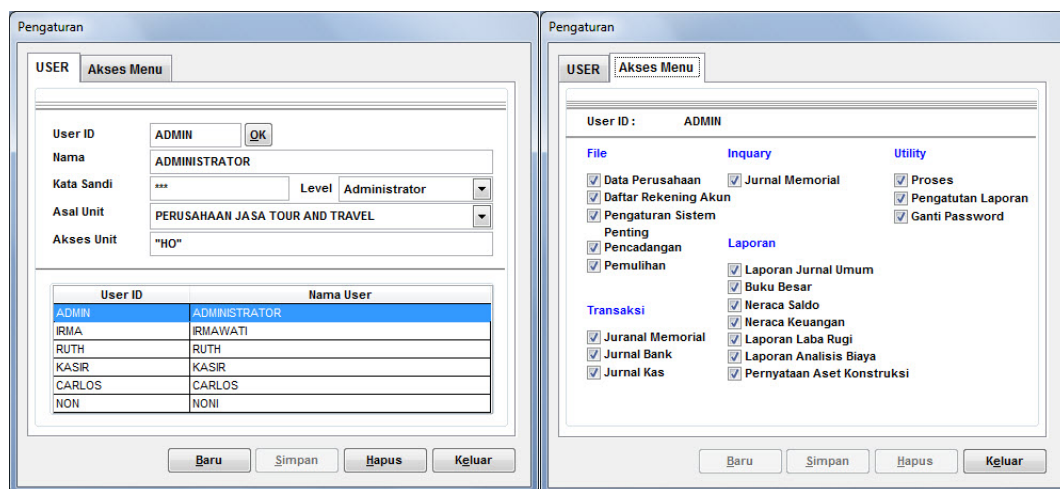 Pengaturan
USER Akses Menu
User ID ADMIN OK
Nama ADMINISTRATOR
Kata Sandi *** Level Administrator
Asal Unit PERUSAHAAN JASA TOUR AND TRAVEL
Akses Unit "HO"
User ID Nama User
ADMIN ADMINISTRATOR
IRMA IRMAWATI
RUTH RUTH
KASIR KASIR
CARLOS CARLOS
NON NONI
Baru Simpan Hapus Keluar
Pengaturan
USER Akses Menu
User ID : ADMIN
File
Data Perusahaan
Daftar Rekening Akun
Pengaturan Sistem
Penting
Pencadangan
Pemulihan
Transaksi
Juranal Memorial
Jurnal Bank
Jurnal Kas
Inquary
Jurnal Memorial
Laporan
Laporan Jurnal Umum
Buku Besar
Neraca Saldo
Neraca Keuangan
Laporan Laba Rugi
Laporan Analisis Biaya
Pernyataan Aset Konstruksi
Utility
Proses
Pengatutan Laporan
Ganti Password
Baru Simpan Hapus Keluar